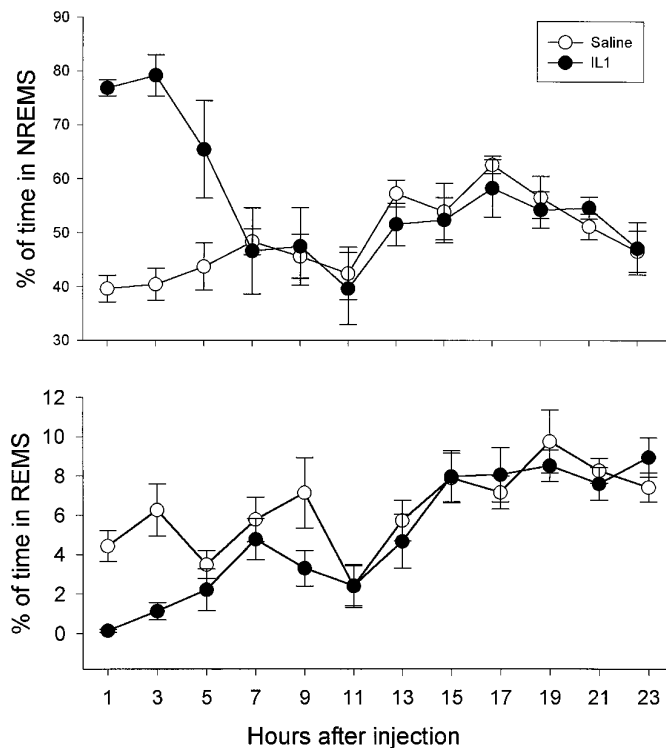 90
80
70
60
50
40
30
% of time in NREMS
Saline
IL1
12
10
8
6
4
2
0
% of time in REMS
1 3 5 7 9 11 13 15 17 19 21 23
Hours after injection